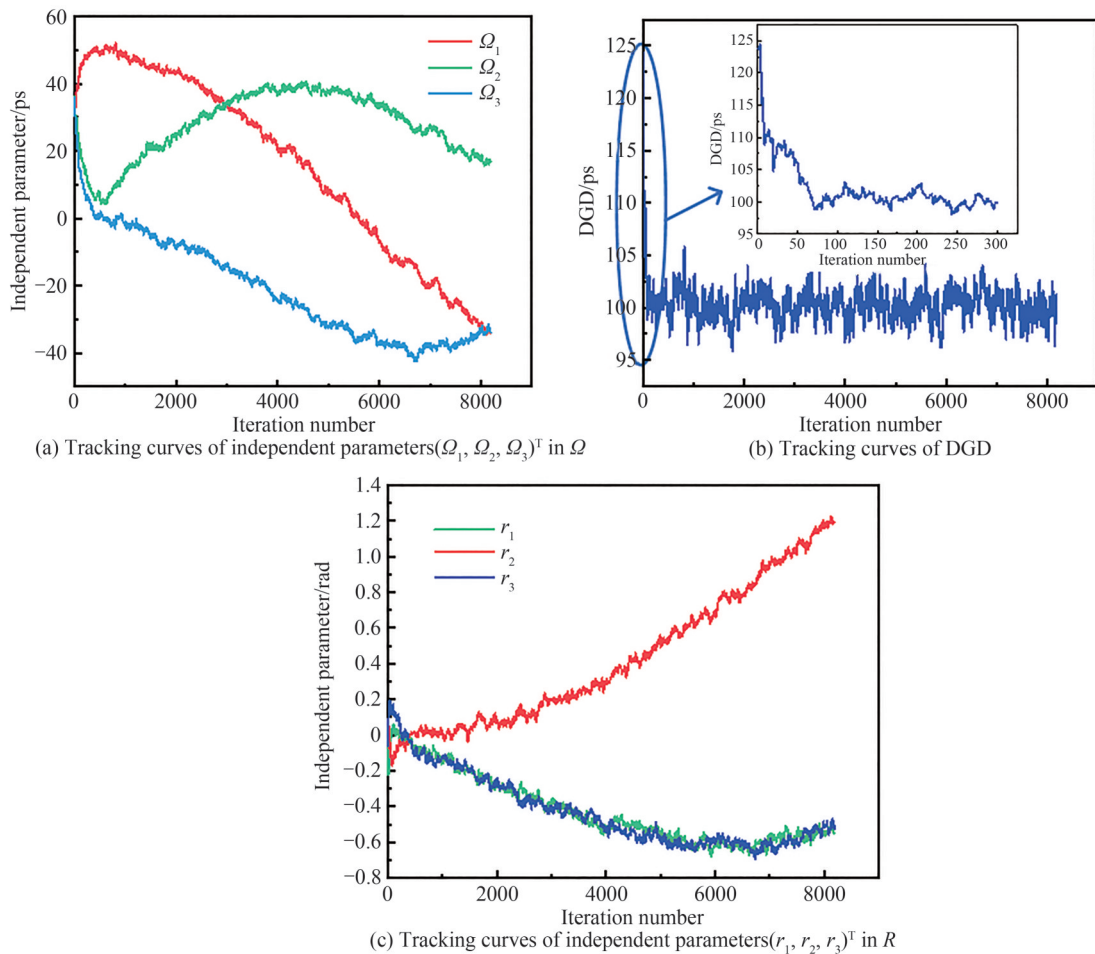 60
40
20
0
−20
−40
Independent parameter/ps
Ω₁
Ω₂
Ω₃
0 2000 4000 6000 8000
Iteration number
(a) Tracking curves of independent parameters(Ω₁, Ω₂, Ω₃)ᵀ in Ω
125
120
115
110
105
100
95
DGD/ps
125
120
115
110
105
100
95
DGD/ps
0 50 100 150 200 250 300
Iteration number
0 2000 4000 6000 8000
Iteration number
(b) Tracking curves of DGD
1.4
1.2
1.0
0.8
0.6
0.4
0.2
0
−0.2
−0.4
−0.6
−0.8
Independent parameter/rad
r₁
r₂
r₃
0 2000 4000 6000 8000
Iteration number
(c) Tracking curves of independent parameters(r₁, r₂, r₃)ᵀ in R